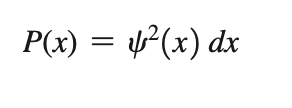 P(x) = ψ²(x) dx